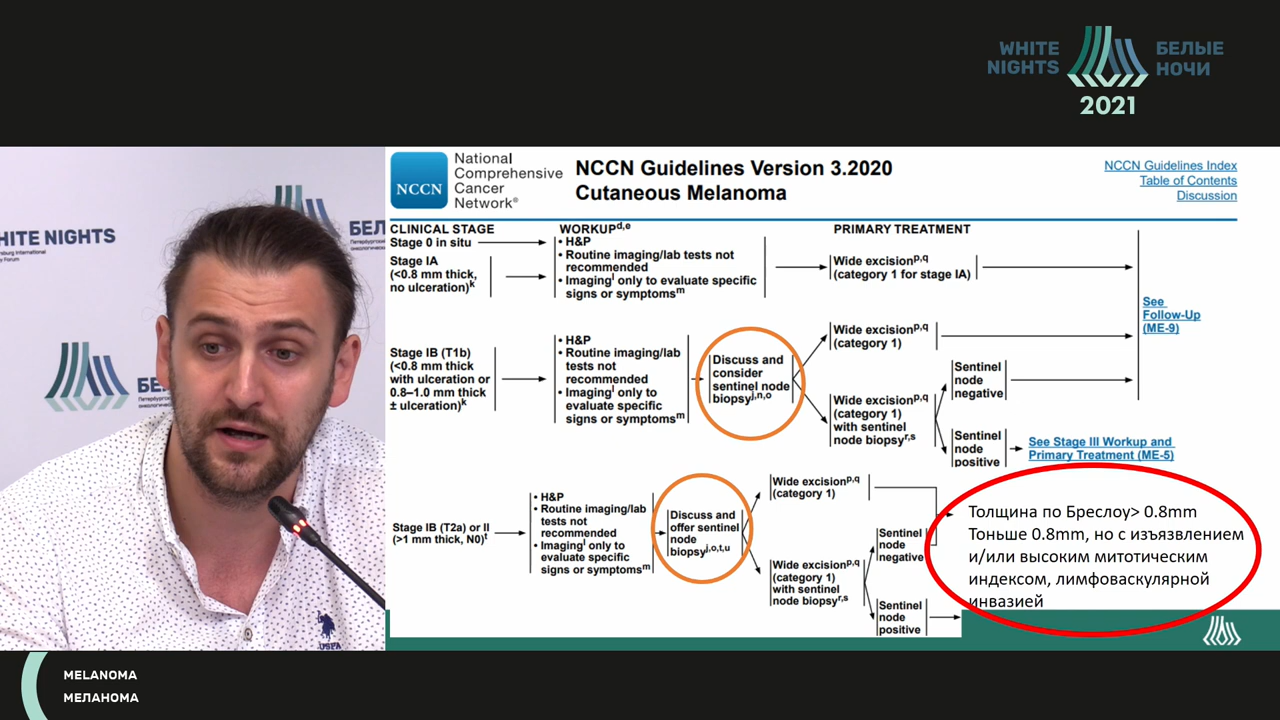 WHITE
NIGHTS
БЕЛЫЕ
НОЧИ
2021
WHITE NIGHTS
БЕЛ
NCCN
National
Comprehensive
Cancer
Network®
NCCN Guidelines Version 3.2020
Cutaneous Melanoma
NCCN Guidelines Index
Table of Contents
Discussion
CLINICAL STAGE
WORKUPd,e
PRIMARY TREATMENT
Stage 0 in situ
Stage IA
(<0.8 mm thick,
no ulceration)k
• H&P
• Routine imaging/lab tests not
recommended
• Imagingl only to evaluate specific
signs or symptomsm
Wide excisionp,q
(category 1 for stage IA)
See
Follow-Up
(ME-9)
Stage IB (T1b)
(<0.8 mm thick
with ulceration or
0.8–1.0 mm thick
± ulceration)k
• H&P
• Routine imaging/lab
tests not
recommended
• Imagingl only to
evaluate specific
signs or symptomsm
Discuss and
consider
sentinel node
biopsyj,n,o
Wide excisionp,q
(category 1)
Wide excisionp,q
(category 1)
with sentinel
node biopsyr,s
Sentinel
node
negative
Sentinel
node
positive
See Stage III Workup and
Primary Treatment (ME-5)
Stage IB (T2a) or II
(>1 mm thick, N0)t
• H&P
• Routine imaging/lab
tests not
recommended
• Imagingl only to
evaluate specific
signs or symptomsm
Discuss and
offer sentinel
node
biopsyj,o,t,u
Wide excisionp,q
(category 1)
Wide excisionp,q
(category 1)
with sentinel
node biopsyr,s
Sentinel
node
negative
Sentinel
node
positive
Толщина по Бреслоу> 0.8mm
Тоньше 0.8mm, но с изъязвлением
и/или высоким митотическим
индексом, лимфоваскулярной
инвазией
USPA
MELANOMA
МЕЛАНОМА